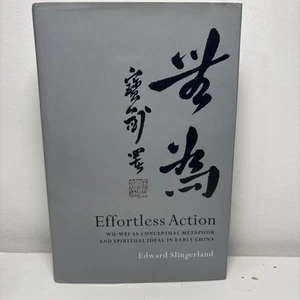 無為
Effortless Action
WU-WEI AS CONCEPTUAL METAPHOR
AND SPIRITUAL IDEAL IN EARLY CHINA
Edward Slingerland